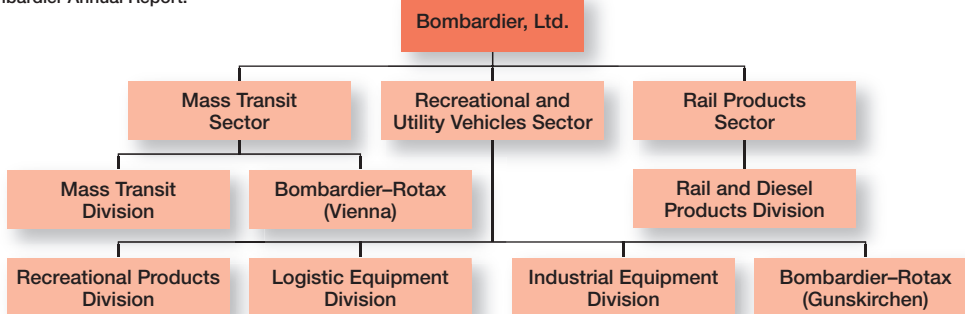 Bombardier Annual Report.
Bombardier, Ltd.
Mass Transit
Sector
Recreational and
Utility Vehicles Sector
Rail Products
Sector
Mass Transit
Division
Bombardier–Rotax
(Vienna)
Rail and Diesel
Products Division
Recreational Products
Division
Logistic Equipment
Division
Industrial Equipment
Division
Bombardier–Rotax
(Gunskirchen)